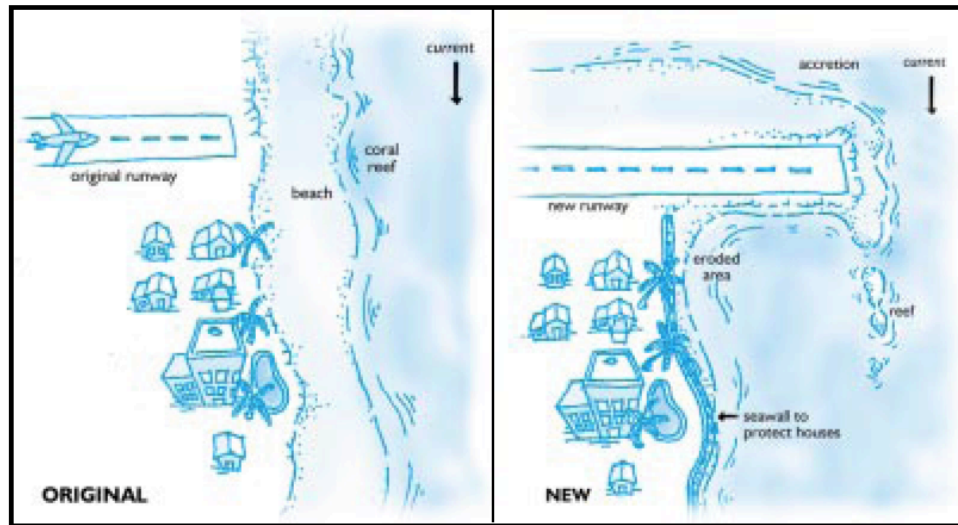 current
coral
reef
original runway
beach
ORIGINAL
accretion
current
new runway
eroded
area
reef
seawall to
protect houses
NEW